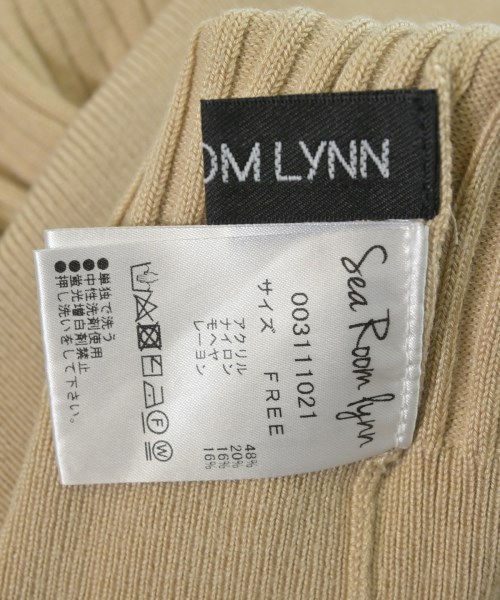 OM LYNN
Sea Room lynn
003111021
サイズ FREE
アクリル 48%
ナイロン 20%
モヘヤ 16%
レーヨン 16%
●単独で洗う
●中性洗剤使用
●蛍光増白剤禁止
●押し洗いをして下さい。